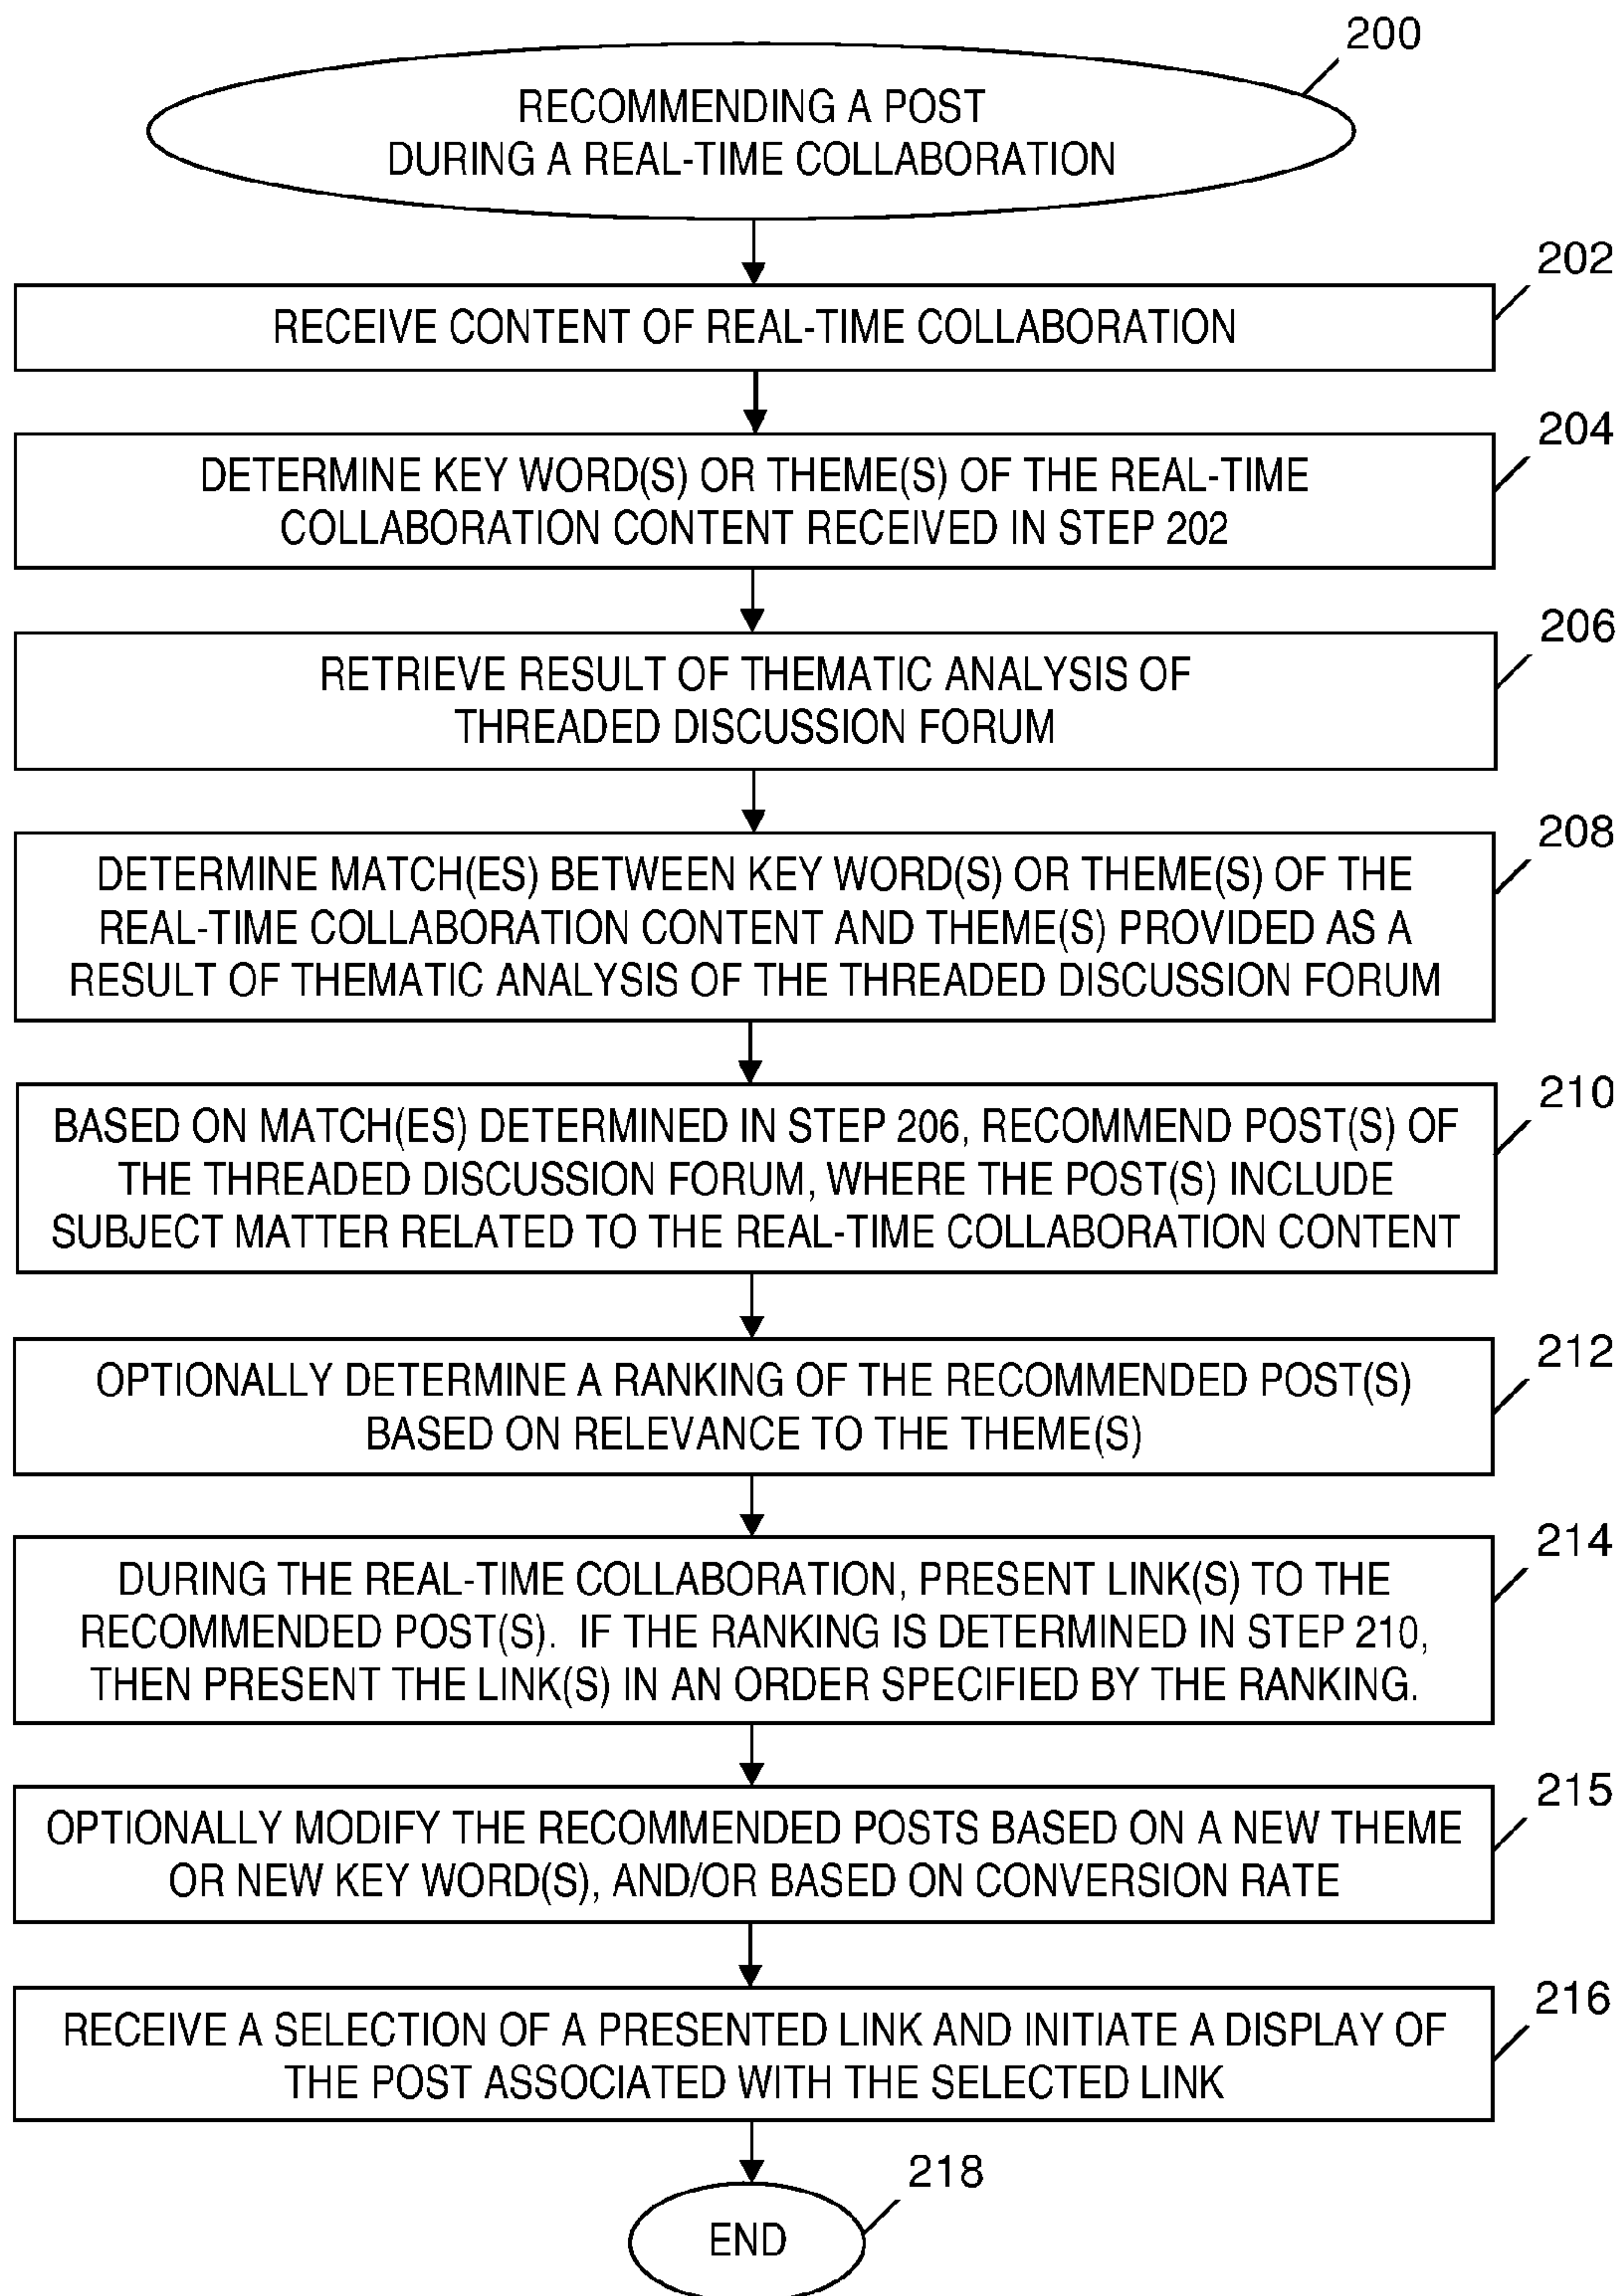 200
RECOMMENDING A POST
DURING A REAL-TIME COLLABORATION
202
RECEIVE CONTENT OF REAL-TIME COLLABORATION
204
DETERMINE KEY WORD(S) OR THEME(S) OF THE REAL-TIME
COLLABORATION CONTENT RECEIVED IN STEP 202
206
RETRIEVE RESULT OF THEMATIC ANALYSIS OF
THREADED DISCUSSION FORUM
208
DETERMINE MATCH(ES) BETWEEN KEY WORD(S) OR THEME(S) OF THE
REAL-TIME COLLABORATION CONTENT AND THEME(S) PROVIDED AS A
RESULT OF THEMATIC ANALYSIS OF THE THREADED DISCUSSION FORUM
210
BASED ON MATCH(ES) DETERMINED IN STEP 206, RECOMMEND POST(S) OF
THE THREADED DISCUSSION FORUM, WHERE THE POST(S) INCLUDE
SUBJECT MATTER RELATED TO THE REAL-TIME COLLABORATION CONTENT
212
OPTIONALLY DETERMINE A RANKING OF THE RECOMMENDED POST(S)
BASED ON RELEVANCE TO THE THEME(S)
214
DURING THE REAL-TIME COLLABORATION, PRESENT LINK(S) TO THE
RECOMMENDED POST(S). IF THE RANKING IS DETERMINED IN STEP 210,
THEN PRESENT THE LINK(S) IN AN ORDER SPECIFIED BY THE RANKING.
215
OPTIONALLY MODIFY THE RECOMMENDED POSTS BASED ON A NEW THEME
OR NEW KEY WORD(S), AND/OR BASED ON CONVERSION RATE
216
RECEIVE A SELECTION OF A PRESENTED LINK AND INITIATE A DISPLAY OF
THE POST ASSOCIATED WITH THE SELECTED LINK
218
END